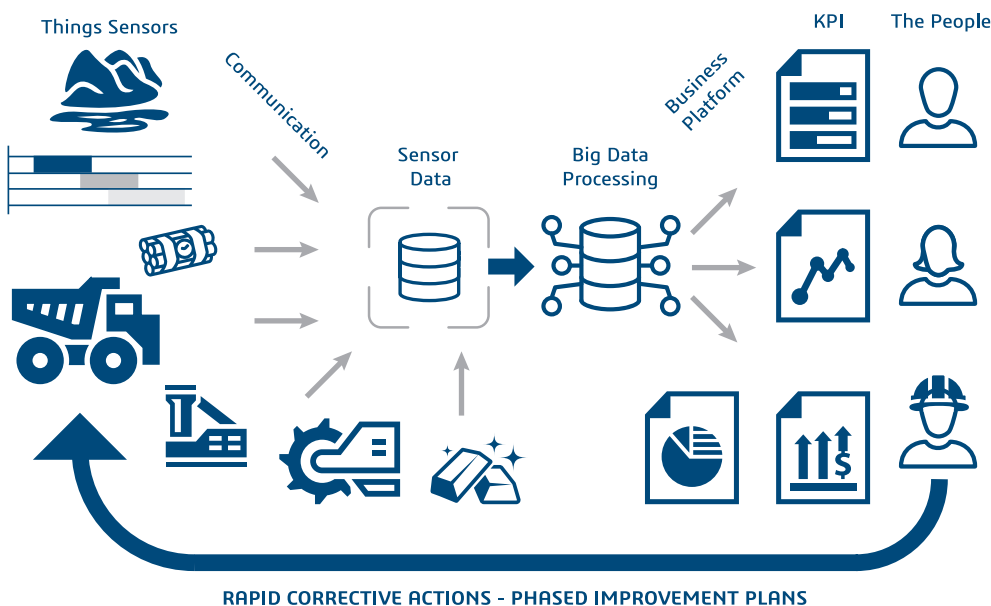 Things Sensors
Communication
Sensor
Data
Big Data
Processing
Business
Platform
KPI
The People
$
RAPID CORRECTIVE ACTIONS - PHASED IMPROVEMENT PLANS